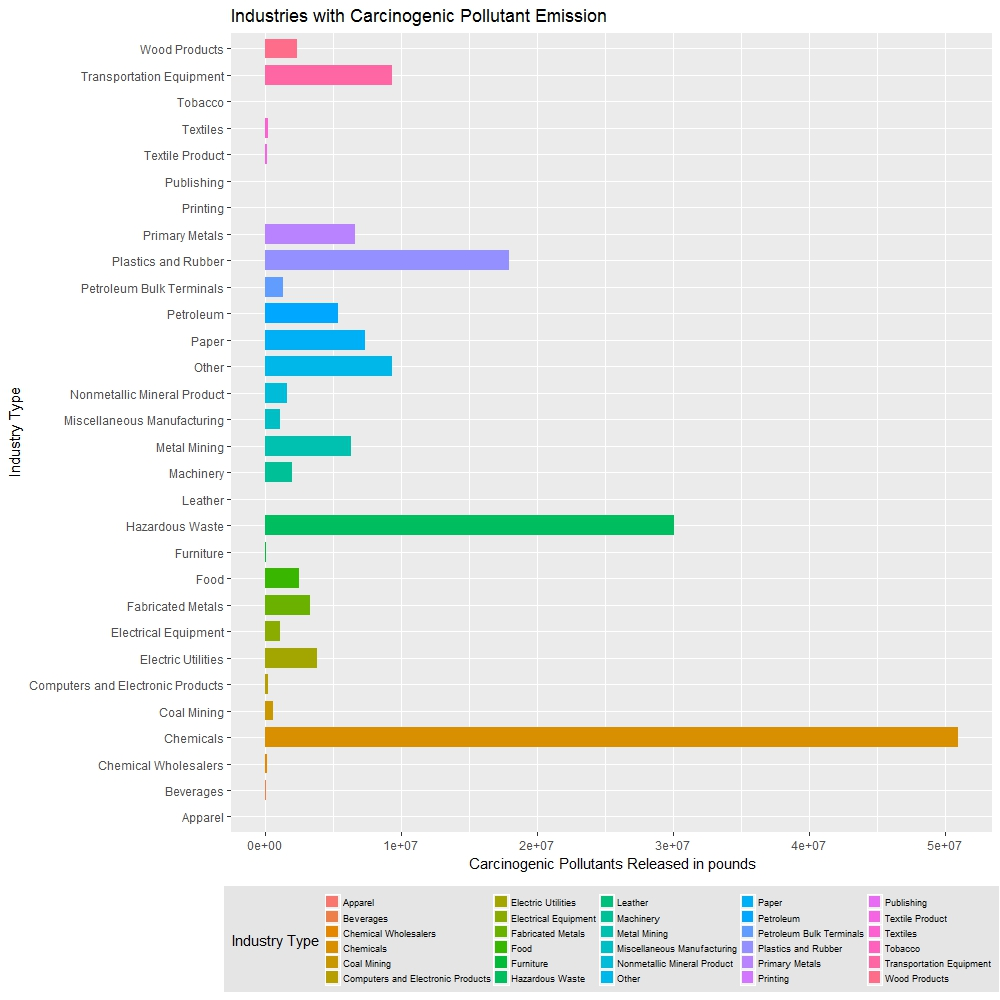 Industries with Carcinogenic Pollutant Emission
Wood Products
Transportation Equipment
Tobacco
Textiles
Textile Product
Publishing
Printing
Primary Metals
Plastics and Rubber
Petroleum Bulk Terminals
Petroleum
Paper
Other
Nonmetallic Mineral Product
Miscellaneous Manufacturing
Metal Mining
Machinery
Leather
Hazardous Waste
Furniture
Food
Fabricated Metals
Electrical Equipment
Electric Utilities
Computers and Electronic Products
Coal Mining
Chemicals
Chemical Wholesalers
Beverages
Apparel
Industry Type
0e+00 1e+07 2e+07 3e+07 4e+07 5e+07
Carcinogenic Pollutants Released in pounds
Industry Type
Apparel
Beverages
Chemical Wholesalers
Chemicals
Coal Mining
Computers and Electronic Products
Electric Utilities
Electrical Equipment
Fabricated Metals
Food
Furniture
Hazardous Waste
Leather
Machinery
Metal Mining
Miscellaneous Manufacturing
Nonmetallic Mineral Product
Other
Paper
Petroleum
Petroleum Bulk Terminals
Plastics and Rubber
Primary Metals
Printing
Publishing
Textile Product
Textiles
Tobacco
Transportation Equipment
Wood Products